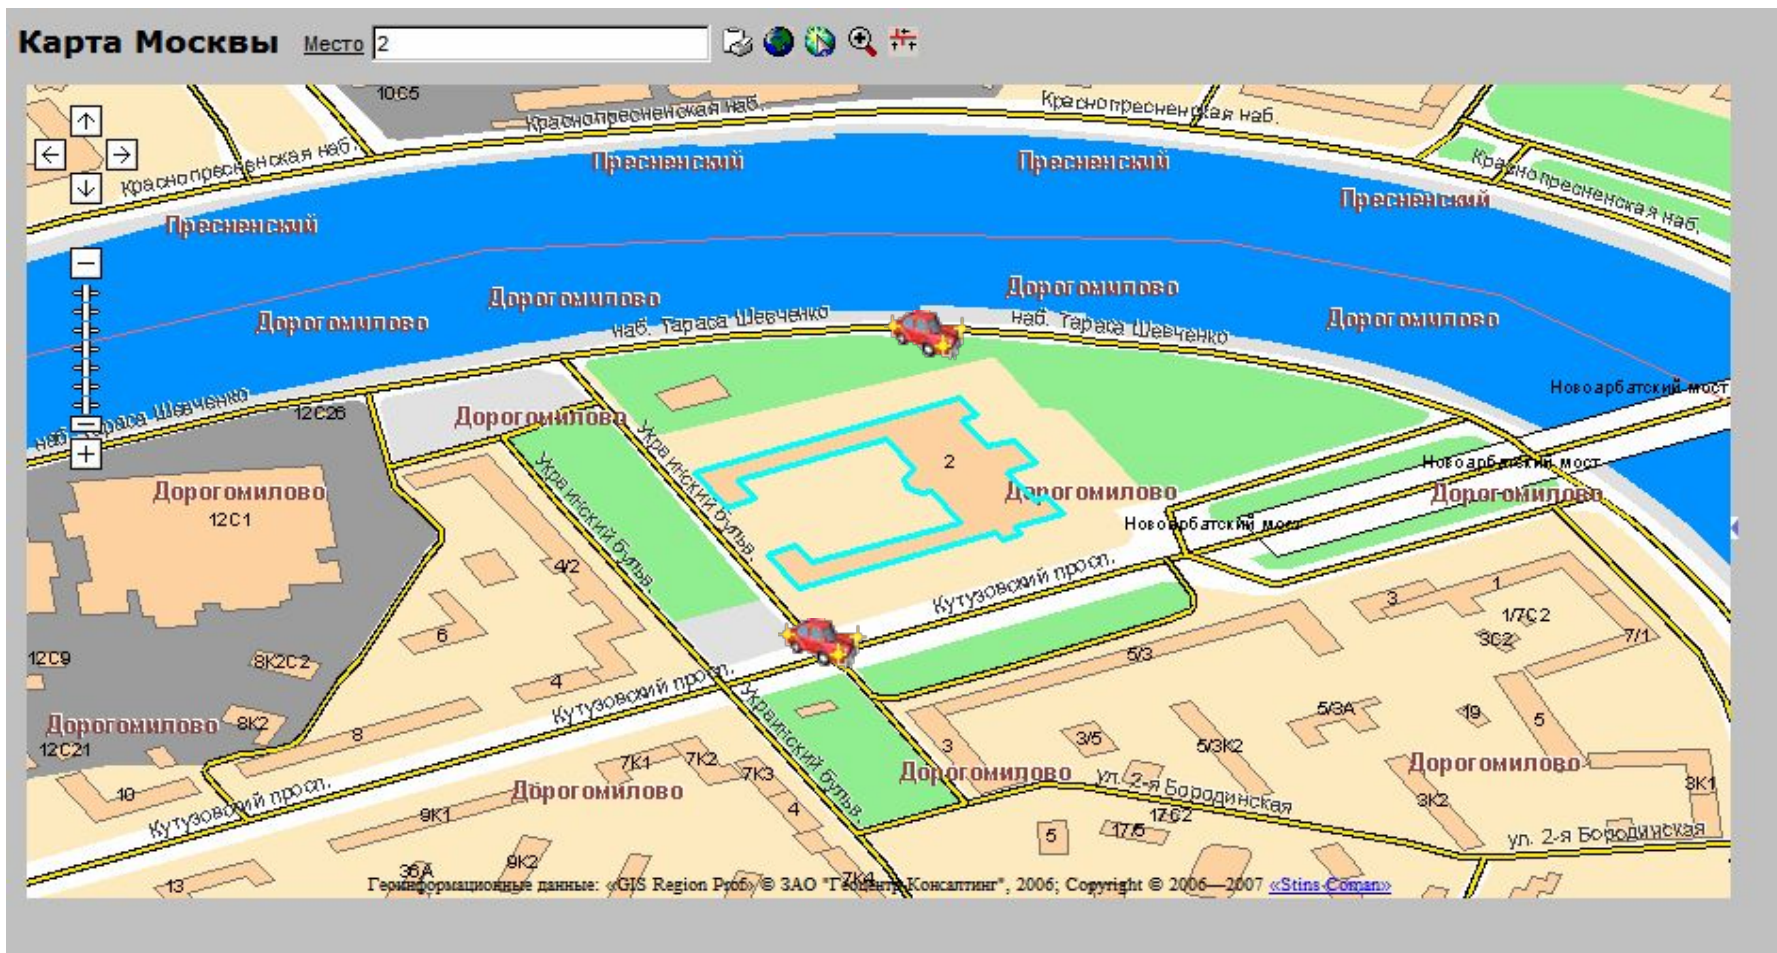 Карта Москвы Место 2
10С5
Краснопресненская наб.
Краснопресненская наб.
Краснопресненская наб.
Краснопресненская наб.
Пресненский
Пресненский
Пресненский
Пресненский
Дорогомилово
Дорогомилово
Дорогомилово
Дорогомилово
наб. Тараса Шевченко
наб. Тараса Шевченко
наб. Тараса Шевченко
Новоарбатский мост
12С26
Дорогомилово
Украинский бульв.
2
Новоарбатский мост
Дорогомилово
12С1
Украинский бульв.
Дорогомилово
Дорогомилово
Новоарбатский мост
4/2
Кутузовский просп.
3
1
1/7С2
3С2
7/1
6
12С9
8К2С2
5/3
4
Кутузовский просп.
Украинский бульв.
Дорогомилово
8К2
12С21
8
5/3А
19
5
3
3/5
5/3К2
7К1
7К2
7К3
Дорогомилово
Дорогомилово
Дорогомилово
ул. 2-я Бородинская
3К1
10
Кутузовский просп.
9К1
4
17С2
3К2
5
17/5
ул. 2-я Бородинская
36А
9К2
7К4
13
Геоинформационные данные: «GIS Region Prof» © ЗАО "Геоцентр-Консалтинг", 2006; Copyright © 2006—2007 «Stins Coman»